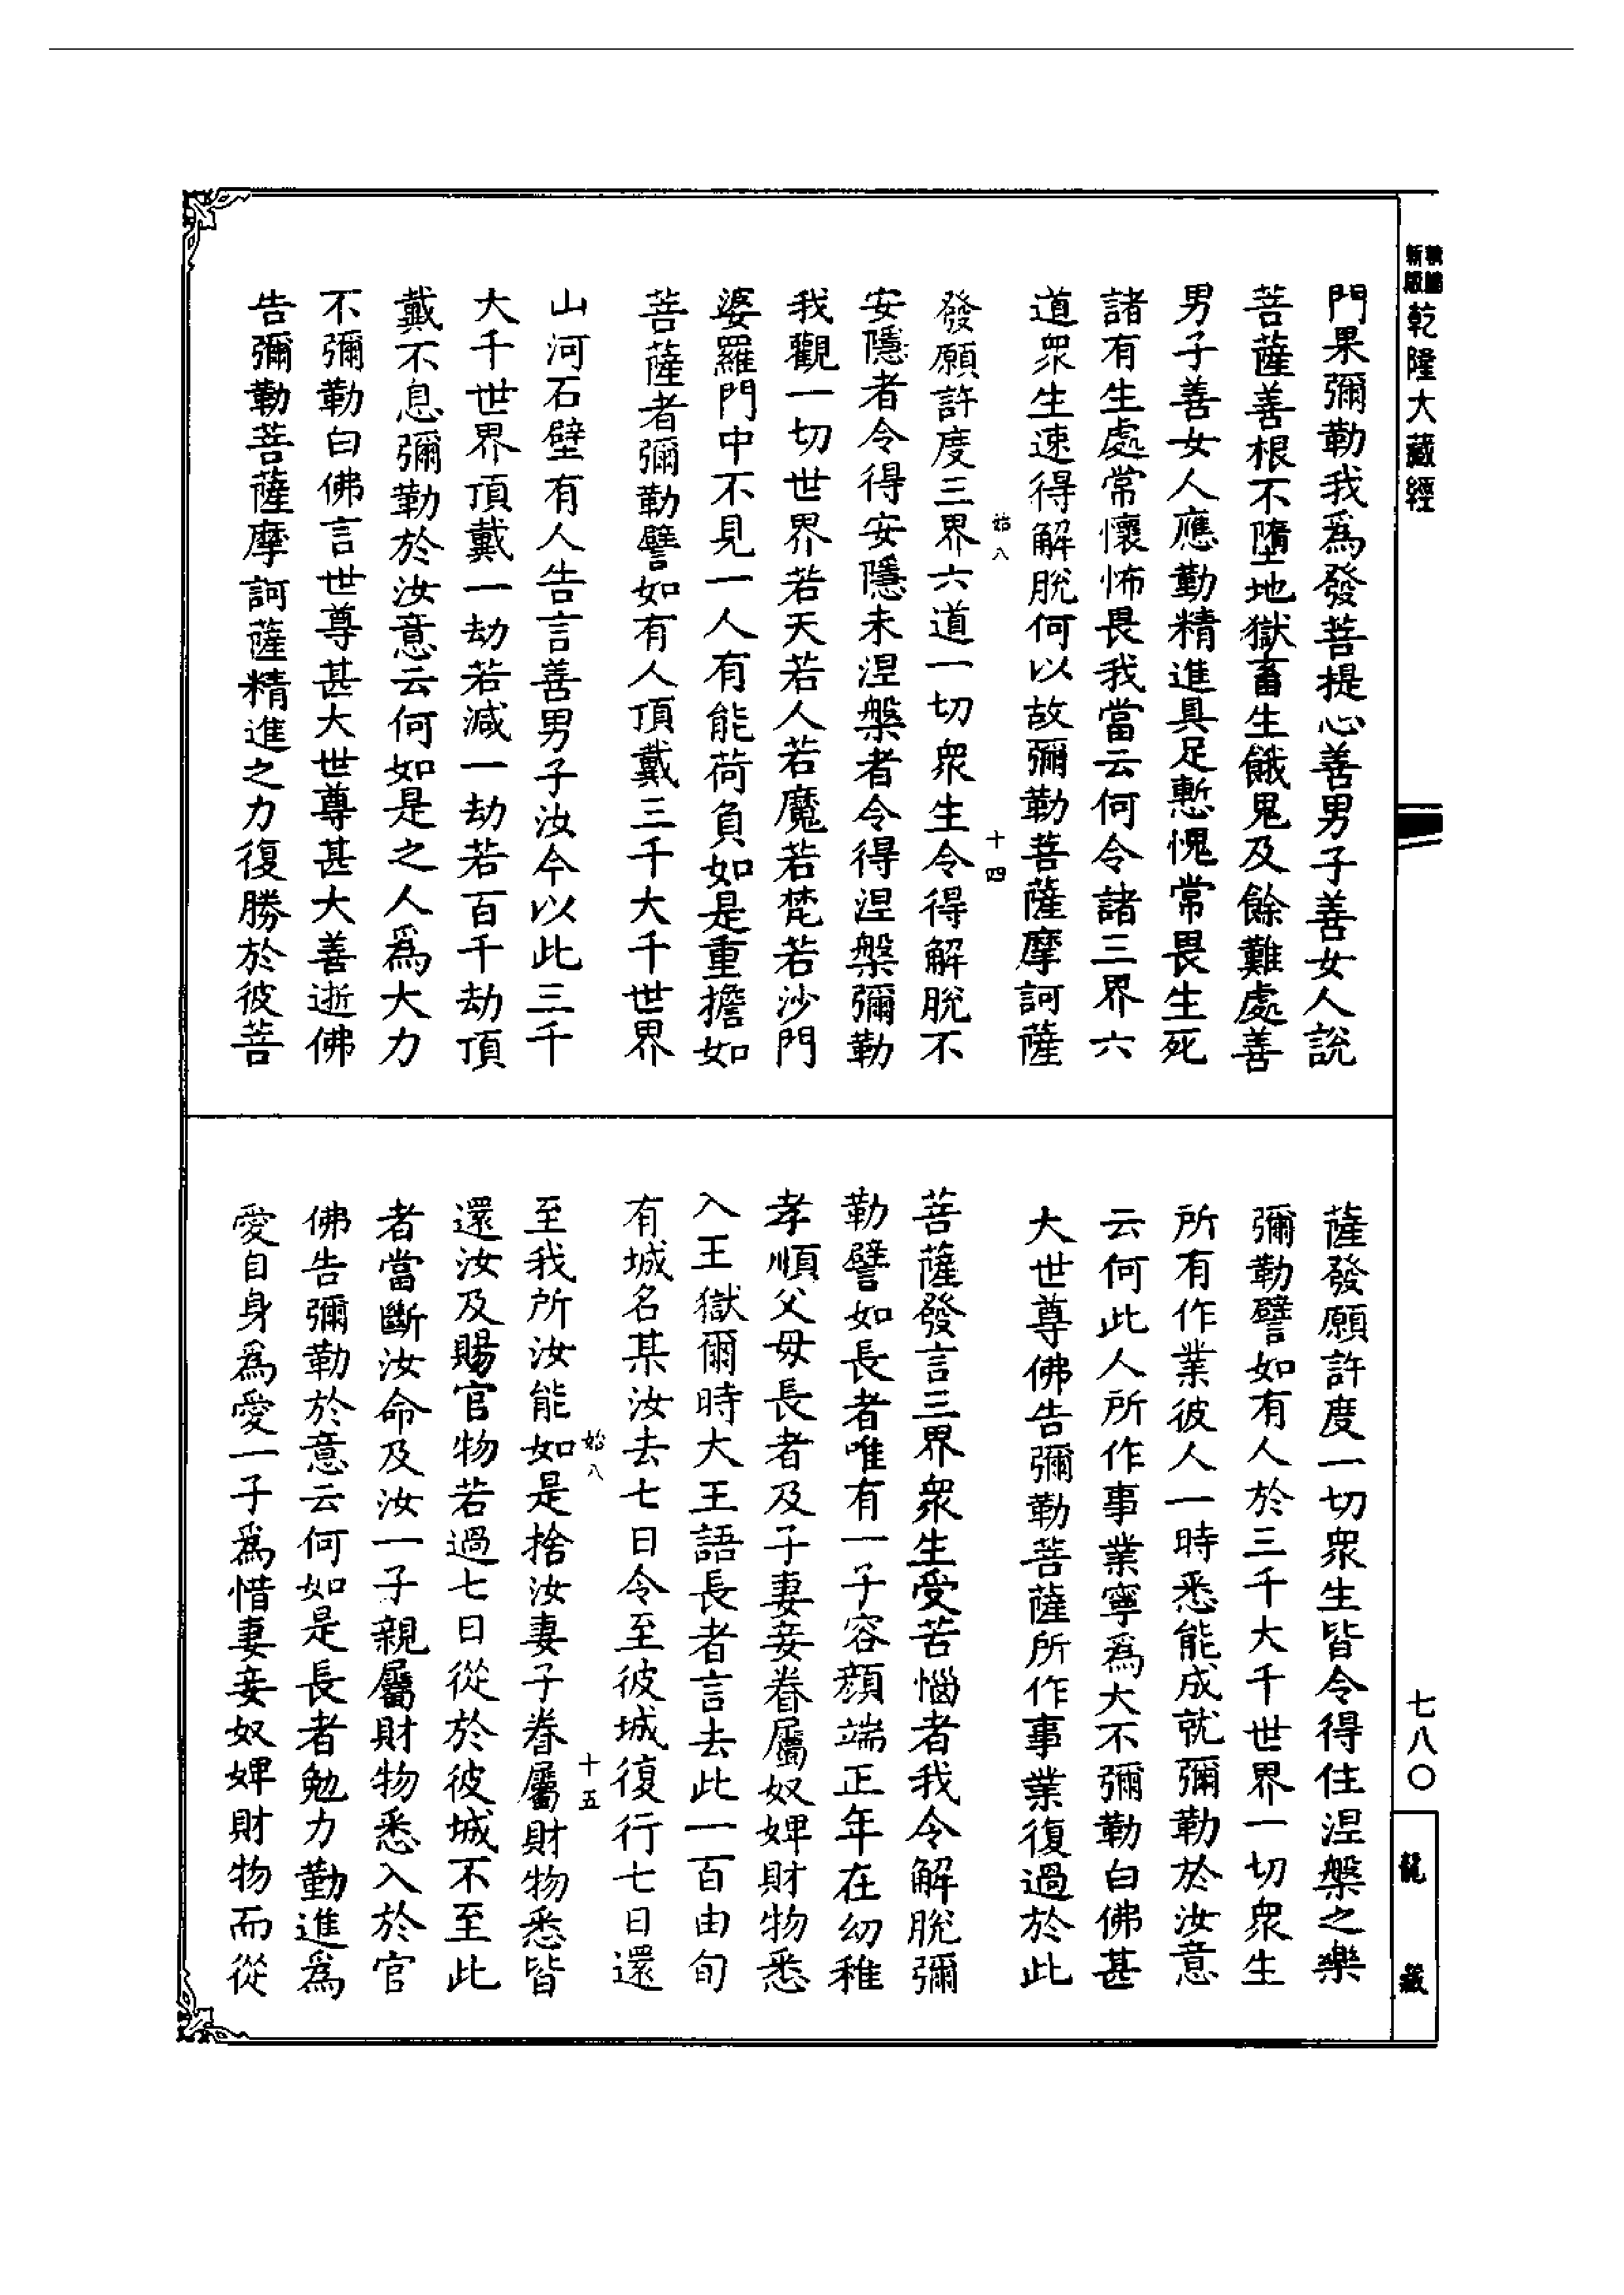 新版
精縮
乾隆大藏經
門果彌勒我爲發菩提心善男子善女人說
菩薩善根不墮地獄畜生餓鬼及餘難處善
男子善女人應勤精進具足慙愧常畏生死
諸有生處常懷怖畏我當云何令諸三界六
道衆生速得解脫何以故彌勒菩薩摩訶薩
始八
十四
發願許度三界六道一切衆生令得解脫不
安隱者令得安隱未涅槃者令得涅槃彌勒
我觀一切世界若天若人若魔若梵若沙門
婆羅門中不見一人有能荷負如是重擔如
菩薩者彌勒譬如有人頂戴三千大千世界
山河石壁有人告言善男子汝今以此三千
大千世界頂戴一劫若減一劫若百千劫頂
戴不息彌勒於汝意云何如是之人爲大力
不彌勒白佛言世尊甚大世尊甚大善逝佛
告彌勒菩薩摩訶薩精進之力復勝於彼菩
薩發願許度一切衆生皆令得住涅槃之樂
彌勒譬如有人於三千大千世界一切衆生
所有作業彼人一時悉能成就彌勒於汝意
云何此人所作事業寧爲大不彌勒白佛甚
大世尊佛告彌勒菩薩所作事業復過於此
菩薩發言三界衆生受苦惱者我令解脫彌
勒譬如長者唯有一子容顏端正年在幼稚
孝順父母長者及子妻妾眷屬奴婢財物悉
入王獄爾時大王語長者言去此一百由旬
有城名某汝去七日令至彼城復行七日還
始八
十五
至我所汝能如是捨汝妻子眷屬財物悉皆
還汝及賜官物若過七日從於彼城不至此
者當斷汝命及汝一子親屬財物悉入於官
佛告彌勒於意云何如是長者勉力勤進爲
愛自身爲愛一子爲惜妻妾奴婢財物而從
七八〇
龍藏